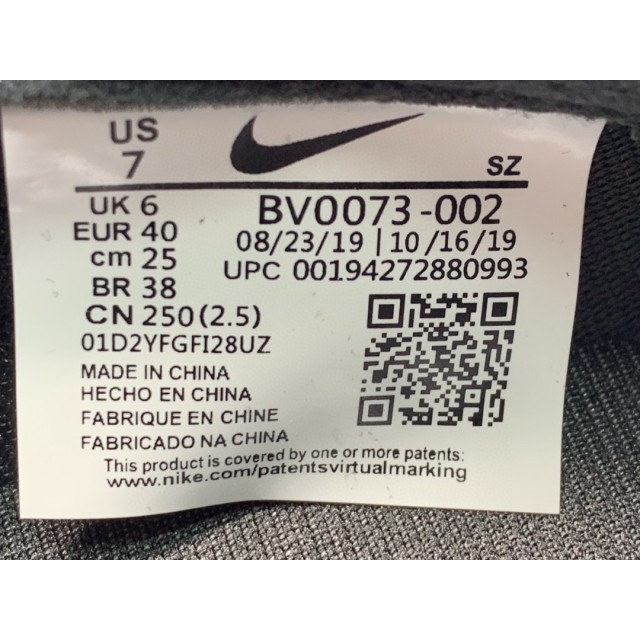 US
7
SZ
UK 6
EUR 40
cm 25
BR 38
CN 250(2.5)
BV0073-002
08/23/19 | 10/16/19
UPC 00194272880993
01D2YFGFI28UZ
MADE IN CHINA
HECHO EN CHINA
FABRIQUE EN CHINE
FABRICADO NA CHINA
This product is covered by one or more patents:
www.nike.com/patentsvirtualmarking